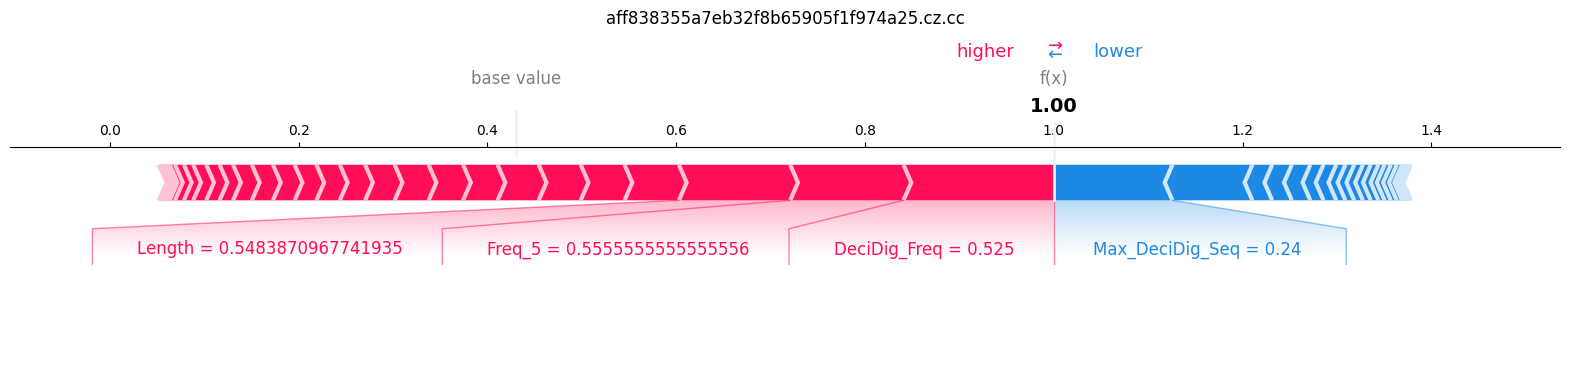 aff838355a7eb32f8b65905f1f974a25.cz.cc
higher ⇄ lower
base value f(x)
1.00
0.0 0.2 0.4 0.6 0.8 1.0 1.2 1.4
Length = 0.5483870967741935 Freq_5 = 0.5555555555555556 DeciDig_Freq = 0.525 Max_DeciDig_Seq = 0.24